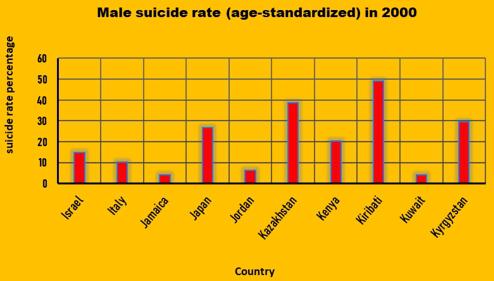 Male suicide rate (age-standardized) in 2000
suicide rate percentage
60
50
40
30
20
10
0
Israel
Italy
Jamaica
Japan
Jordan
Kazakhstan
Kenya
Kiribati
Kuwait
Kyrgyzstan
Country